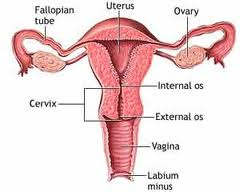 Fallopian
tube
Uterus
Ovary
Internal os
Cervix
External os
Vagina
Labium
minus